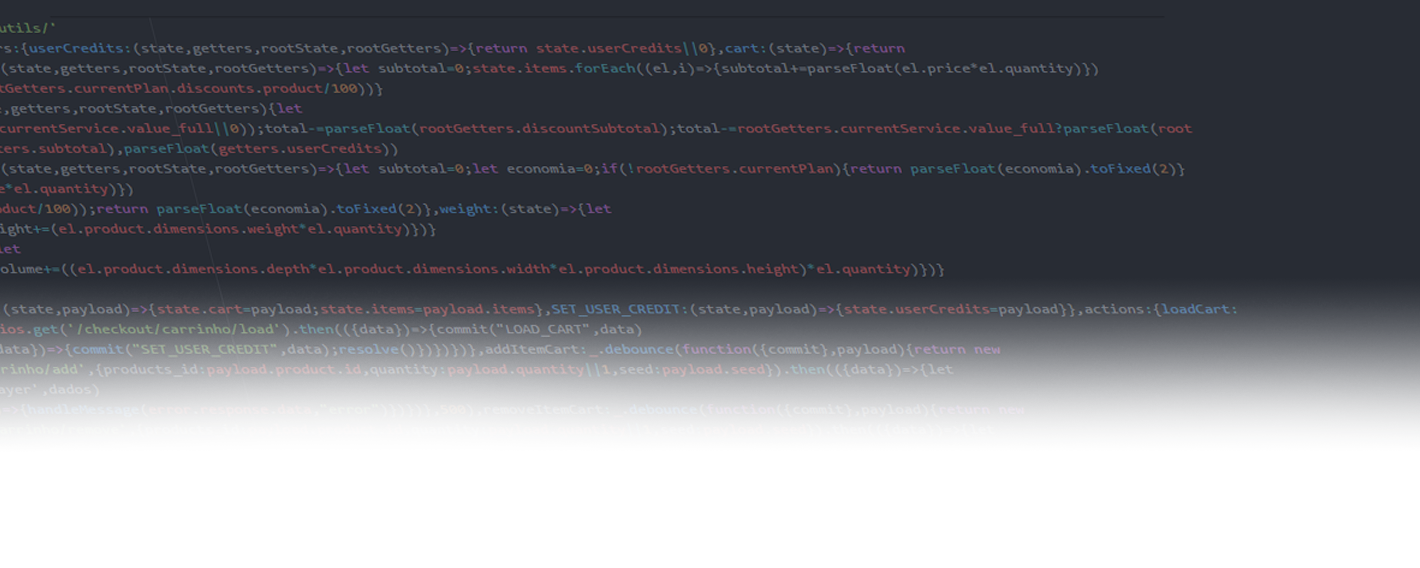 utils/'
rs:{userCredits:(state,getters,rootState,rootGetters)=>{return state.userCredits||0},cart:(state)=>{return
(state,getters,rootState,rootGetters)=>{let subtotal=0;state.items.forEach((el,i)=>{subtotal+=parseFloat(el.price*el.quantity)})
tGetters.currentPlan.discounts.product/100))}
,getters,rootState,rootGetters){let
currentService.value_full||0));total-=parseFloat(rootGetters.discountSubtotal);total-=rootGetters.currentService.value_full?parseFloat(root
ters.subtotal),parseFloat(getters.userCredits))
(state,getters,rootState,rootGetters)=>{let subtotal=0;let economia=0;if(!rootGetters.currentPlan){return parseFloat(economia).toFixed(2)}
e*el.quantity)})
duct/100));return parseFloat(economia).toFixed(2)},weight:(state)=>{let
ight+=(el.product.dimensions.weight*el.quantity)})}
let
olume+=((el.product.dimensions.depth*el.product.dimensions.width*el.product.dimensions.height)*el.quantity)})}
(state,payload)=>{state.cart=payload;state.items=payload.items},SET_USER_CREDIT:(state,payload)=>{state.userCredits=payload}},actions:{loadCart:
ios.get('/checkout/carrinho/load').then(({data})=>{commit("LOAD_CART",data)
data})=>{commit("SET_USER_CREDIT",data);resolve()})})})},addItemCart:_.debounce(function({commit},payload){return new
rinho/add',{products_id:payload.product.id,quantity:payload.quantity||1,seed:payload.seed}).then(({data})=>{let
ayer',dados)
removeItemCart:_.debounce(function({commit},payload){return new